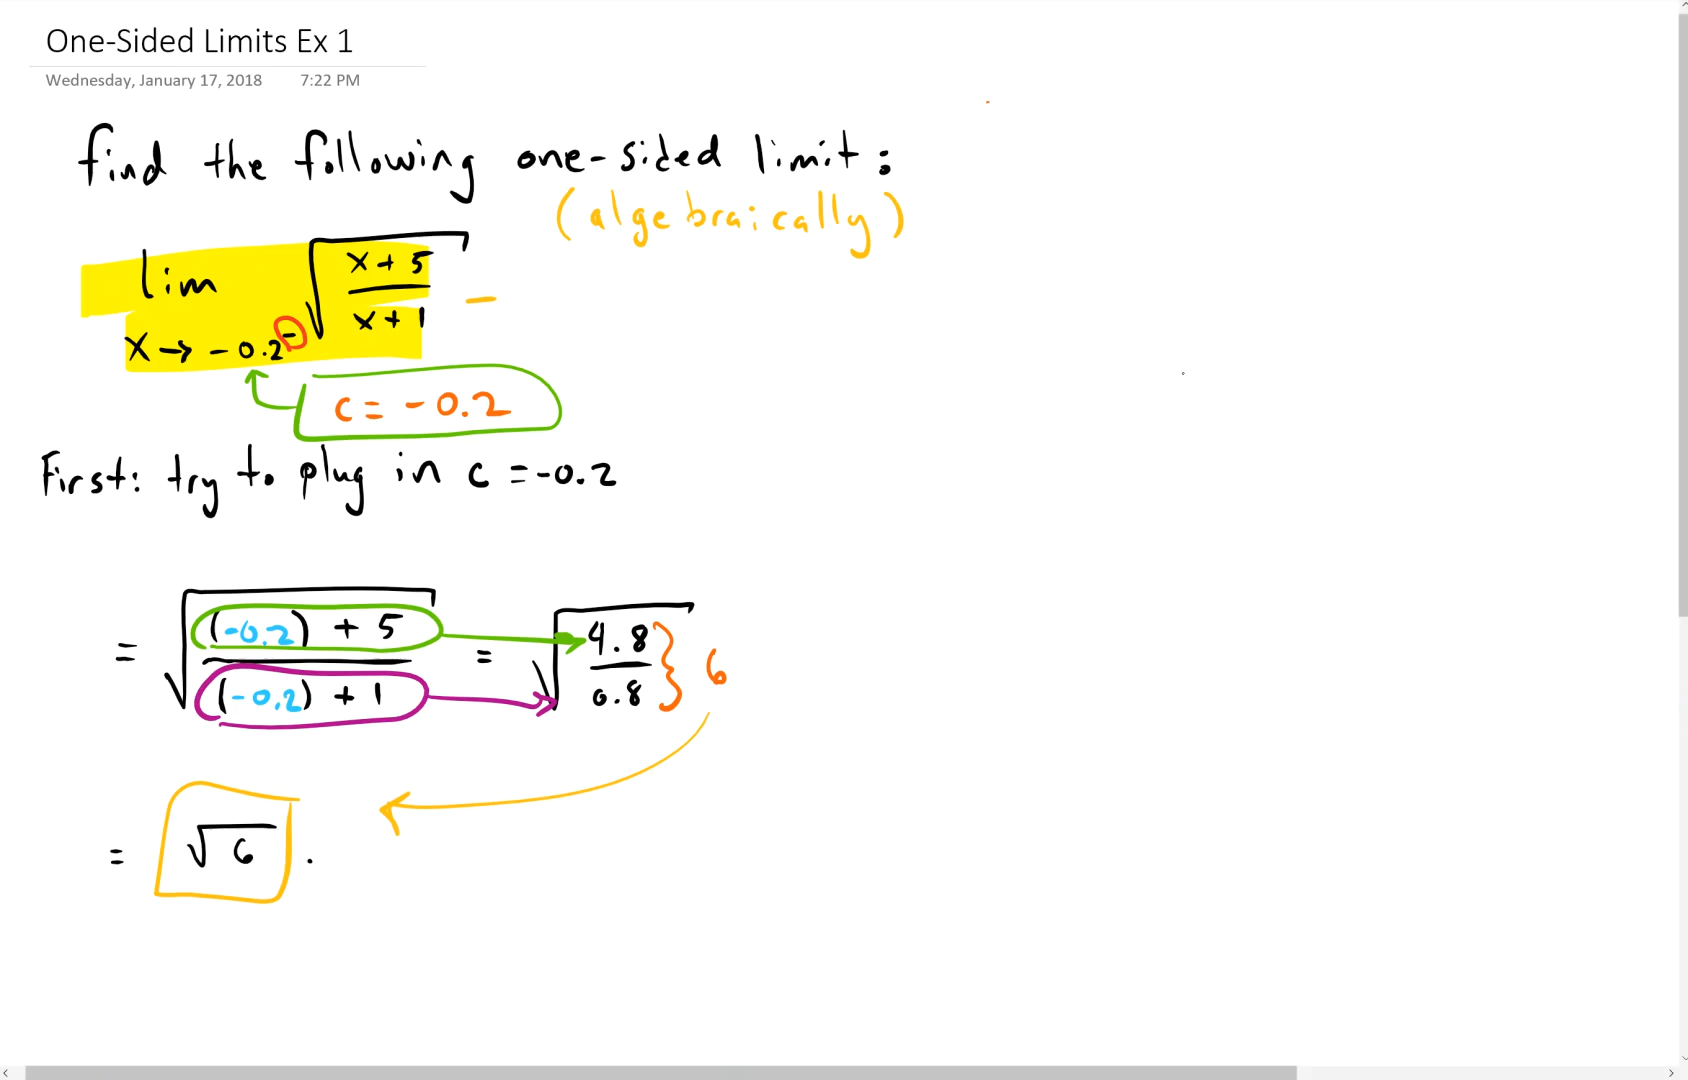 One-Sided Limits Ex 1
Wednesday, January 17, 2018 7:22 PM
find the following one-sided limit:
(algebraically)
lim √((x + 5)/(x + 1)) –
x → -0.2⁻
c = -0.2
First: try to plug in c = -0.2
= √(((-0.2) + 5)/((-0.2) + 1)) = √(4.8/0.8) } 6
= √6 .